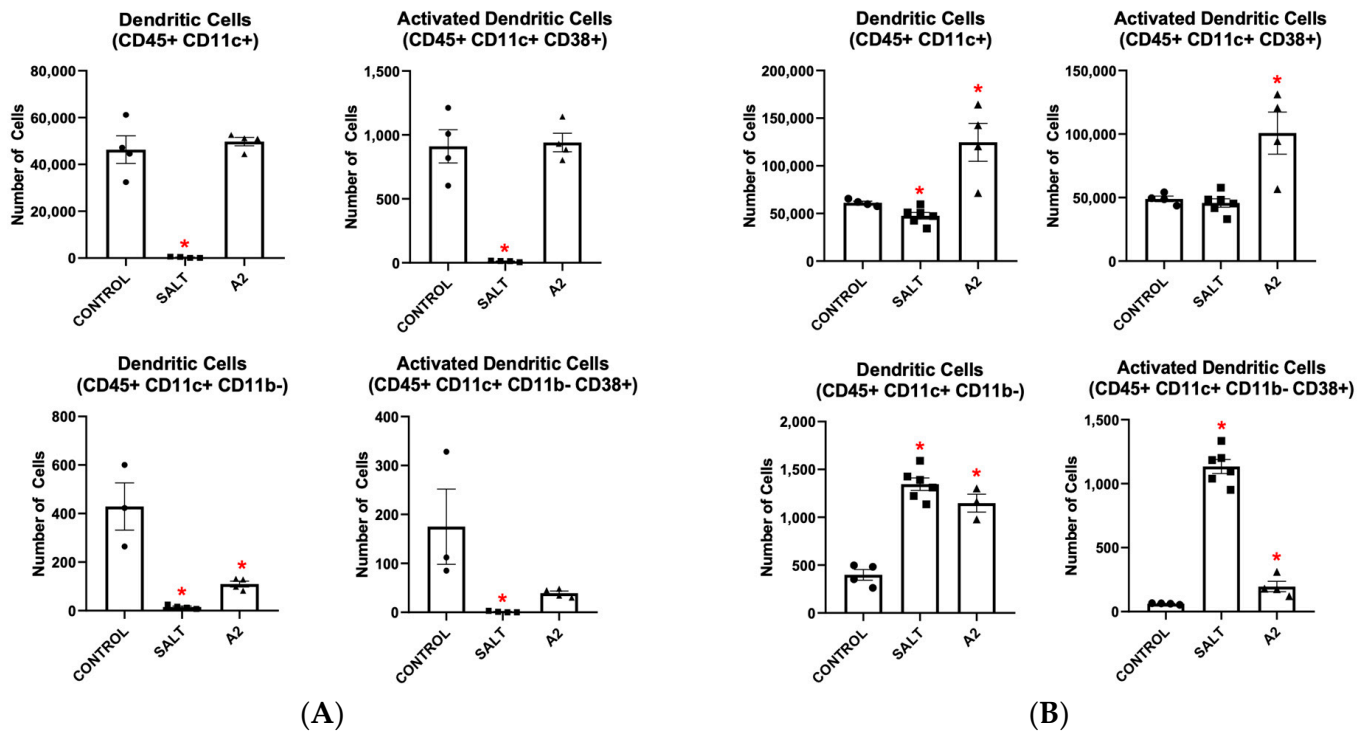 Dendritic Cells
(CD45+ CD11c+)
Number of Cells
80,000
60,000
40,000
20,000
0
*
CONTROL
SALT
A2
Activated Dendritic Cells
(CD45+ CD11c+ CD38+)
Number of Cells
1,500
1,000
500
0
*
CONTROL
SALT
A2
Dendritic Cells
(CD45+ CD11c+ CD11b-)
Number of Cells
800
600
400
200
0
*
*
CONTROL
SALT
A2
Activated Dendritic Cells
(CD45+ CD11c+ CD11b- CD38+)
Number of Cells
400
300
200
100
0
*
CONTROL
SALT
A2
(A)
Dendritic Cells
(CD45+ CD11c+)
Number of Cells
200,000
150,000
100,000
50,000
0
*
*
CONTROL
SALT
A2
Activated Dendritic Cells
(CD45+ CD11c+ CD38+)
Number of Cells
150,000
100,000
50,000
0
*
CONTROL
SALT
A2
Dendritic Cells
(CD45+ CD11c+ CD11b-)
Number of Cells
2,000
1,500
1,000
500
0
*
*
CONTROL
SALT
A2
Activated Dendritic Cells
(CD45+ CD11c+ CD11b- CD38+)
Number of Cells
1,500
1,000
500
0
*
*
CONTROL
SALT
A2
(B)